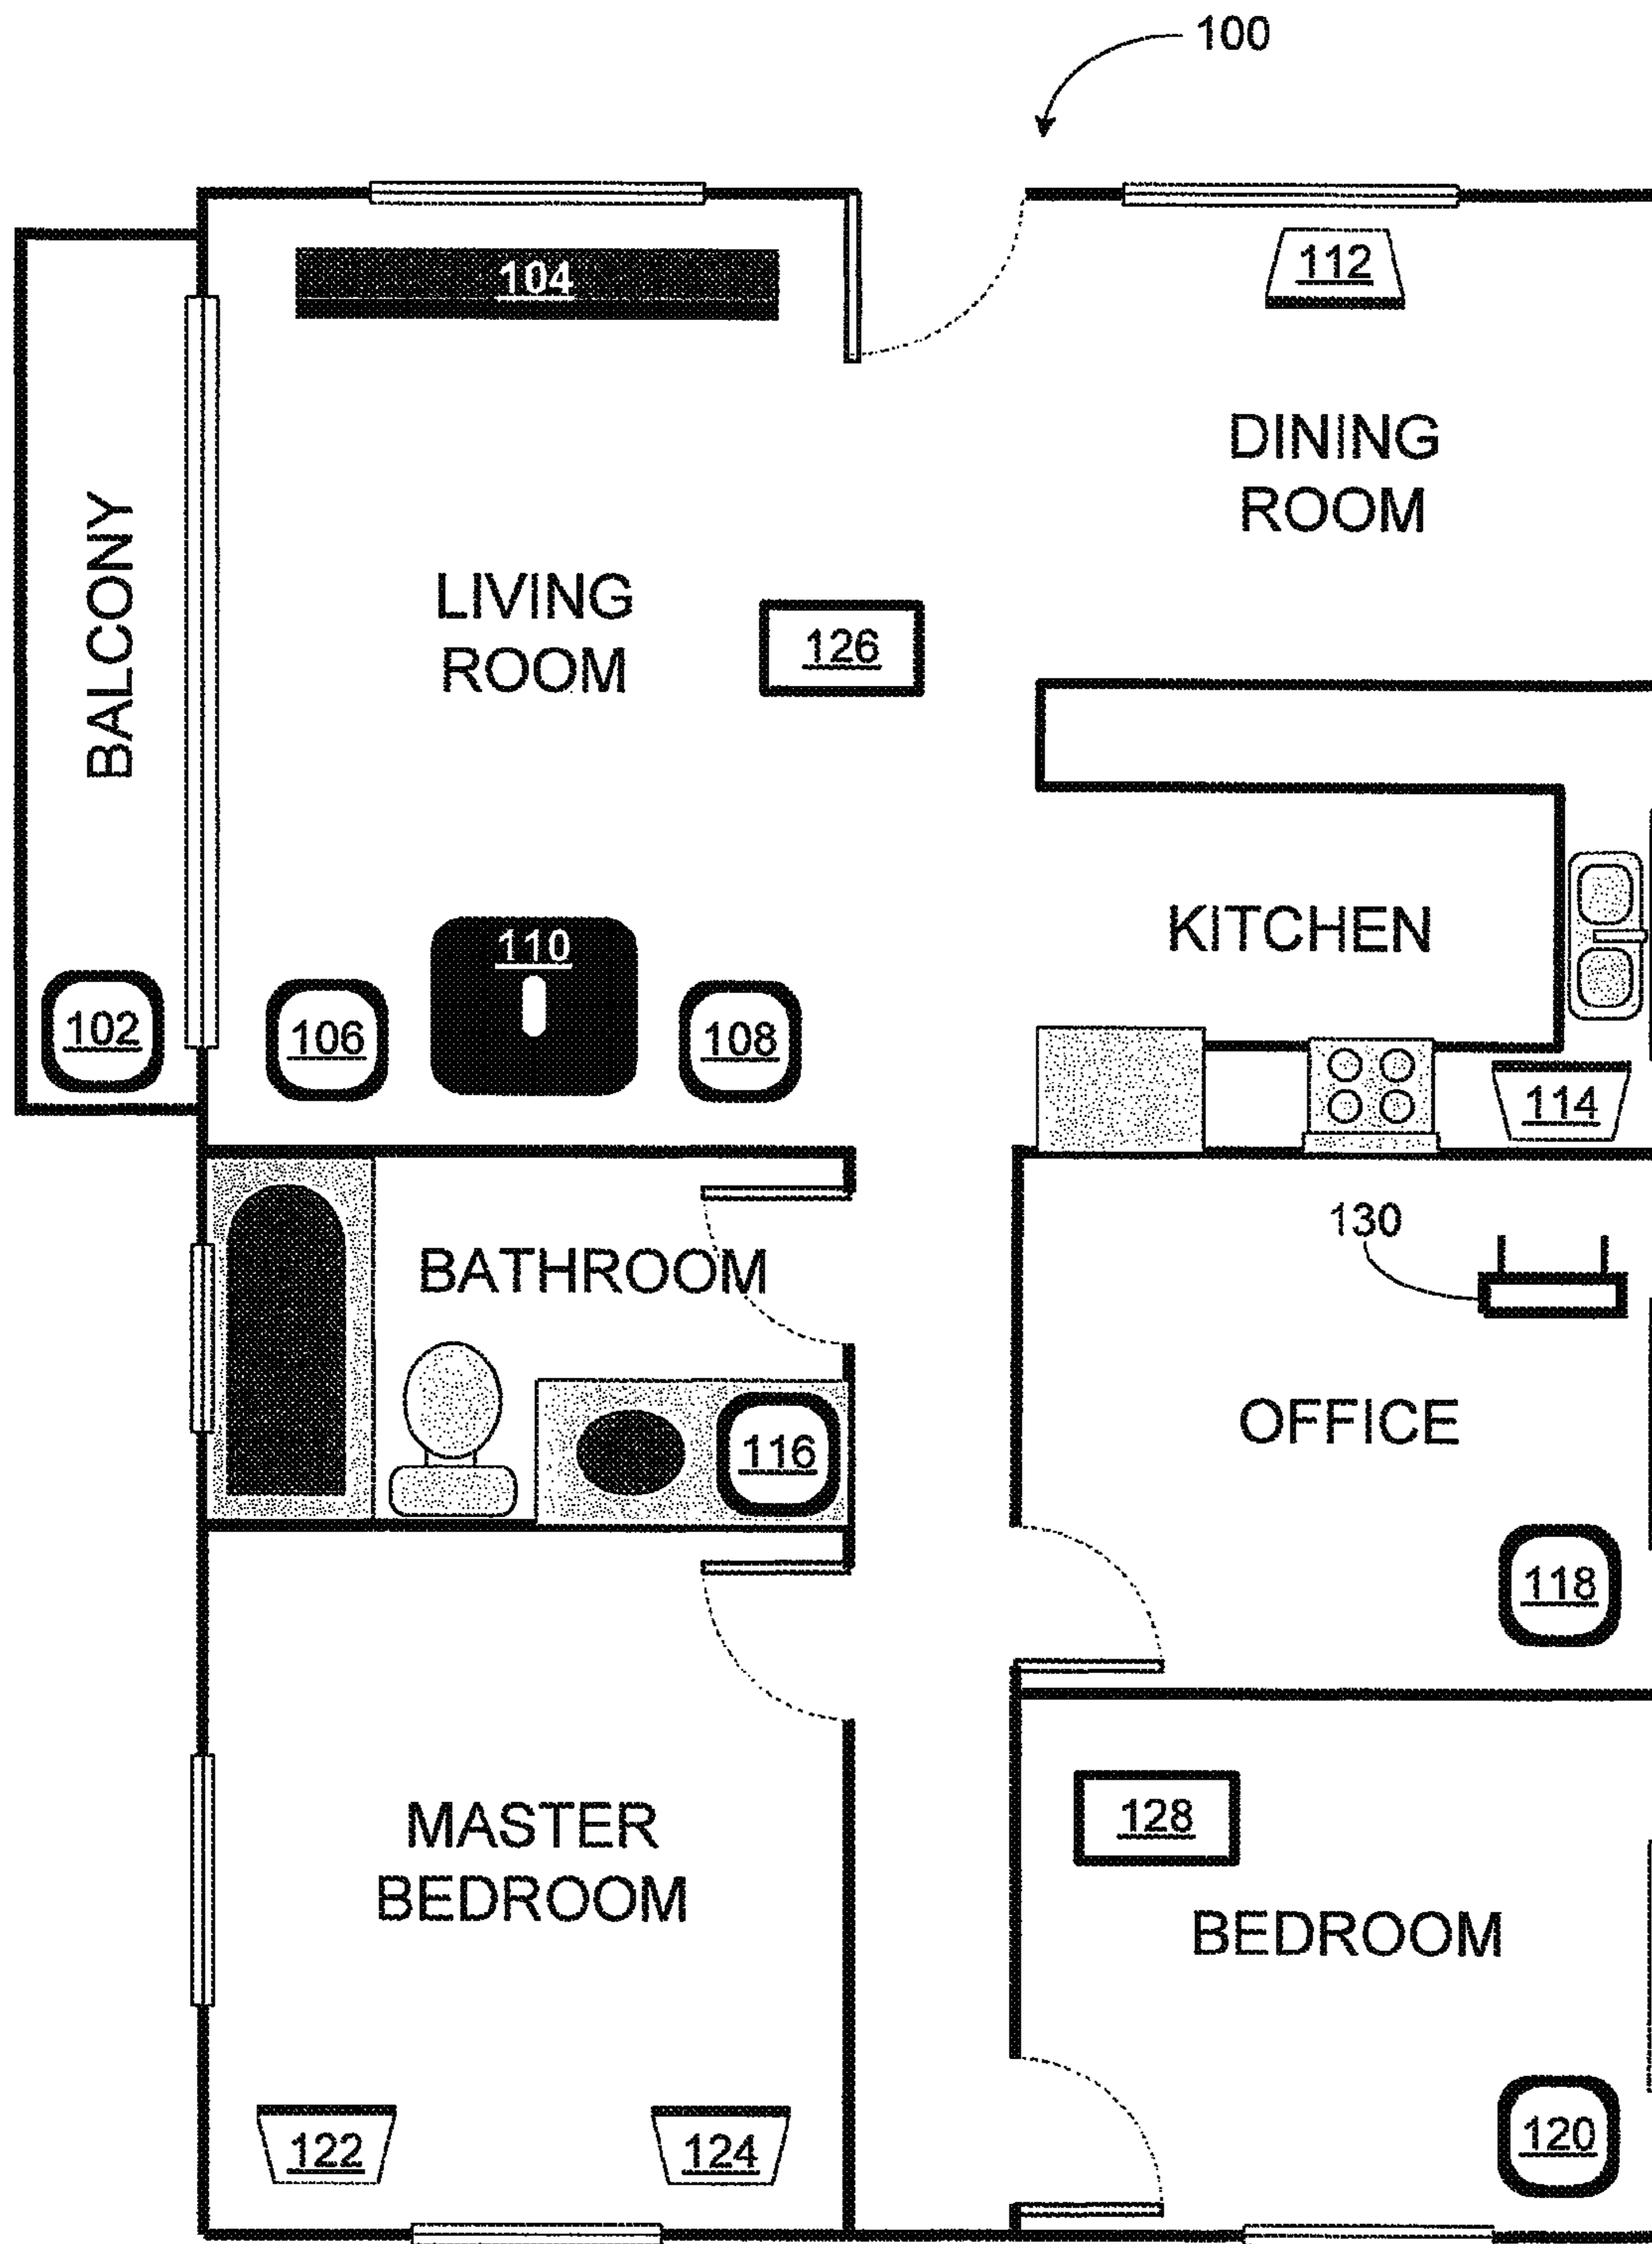 100
104
112
DINING
ROOM
BALCONY
LIVING
ROOM
126
KITCHEN
110
102
106
108
114
130
BATHROOM
OFFICE
116
118
128
MASTER
BEDROOM
BEDROOM
122
124
120